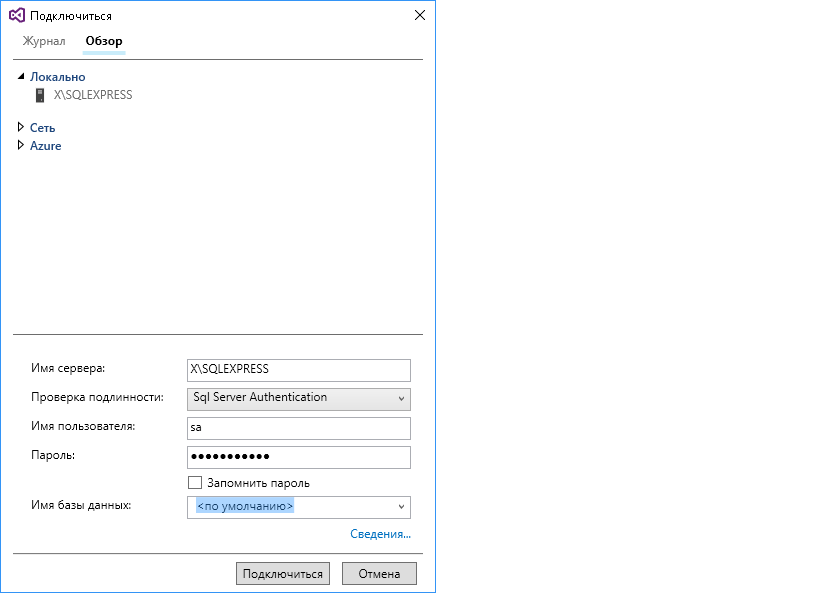 Подключиться
Журнал Обзор
Локально
X\SQLEXPRESS
Сеть
Azure
Имя сервера: X\SQLEXPRESS
Проверка подлинности: Sql Server Authentication
Имя пользователя: sa
Пароль: ●●●●●●●●●●●
Запомнить пароль
Имя базы данных: <по умолчанию>
Сведения...
Подключиться Отмена